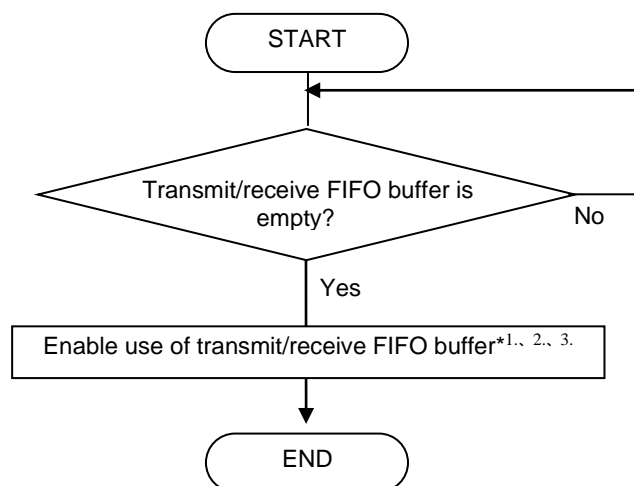 START
Transmit/receive FIFO buffer is
empty?
No
Yes
Enable use of transmit/receive FIFO buffer*1.、2.、3.
END